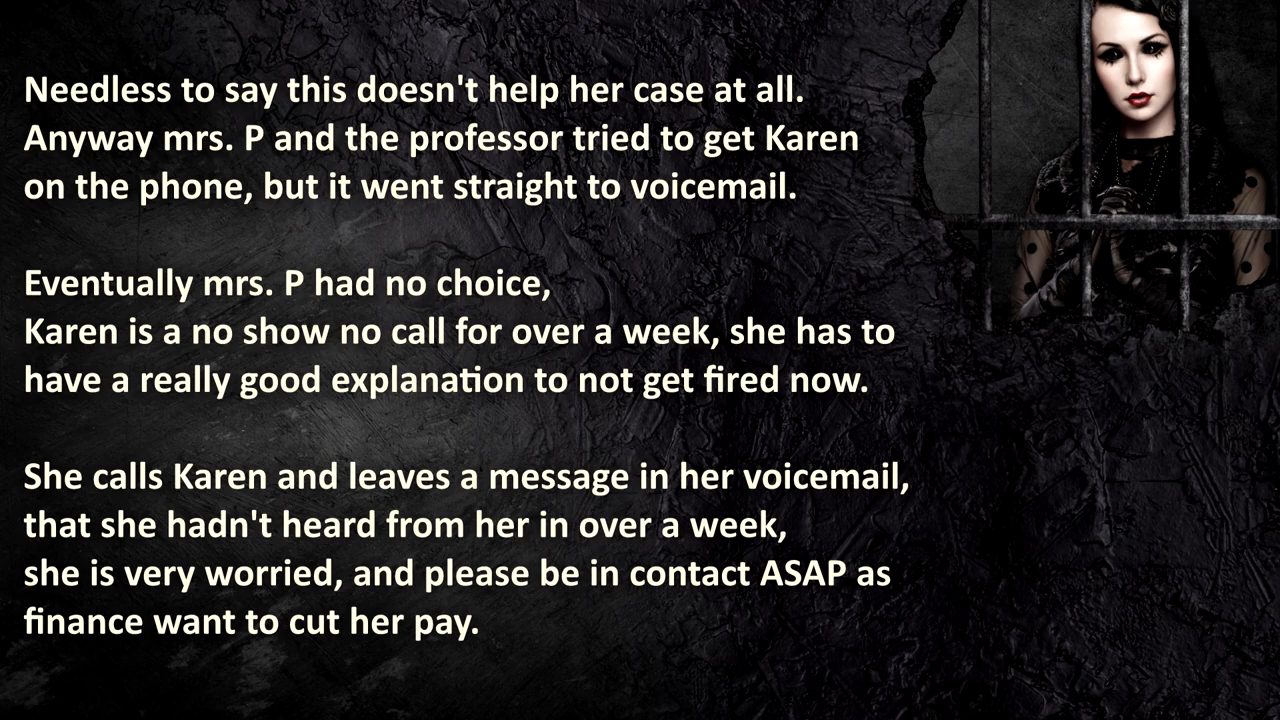 Needless to say this doesn't help her case at all.
Anyway mrs. P and the professor tried to get Karen
on the phone, but it went straight to voicemail.
Eventually mrs. P had no choice,
Karen is a no show no call for over a week, she has to
have a really good explanation to not get fired now.
She calls Karen and leaves a message in her voicemail,
that she hadn't heard from her in over a week,
she is very worried, and please be in contact ASAP as
finance want to cut her pay.